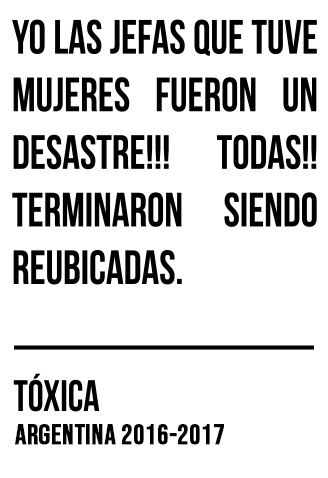 YO LAS JEFAS QUE TUVE
MUJERES FUERON UN
DESASTRE!!! TODAS!!
TERMINARON SIENDO
REUBICADAS.
TÓXICA
ARGENTINA 2016-2017